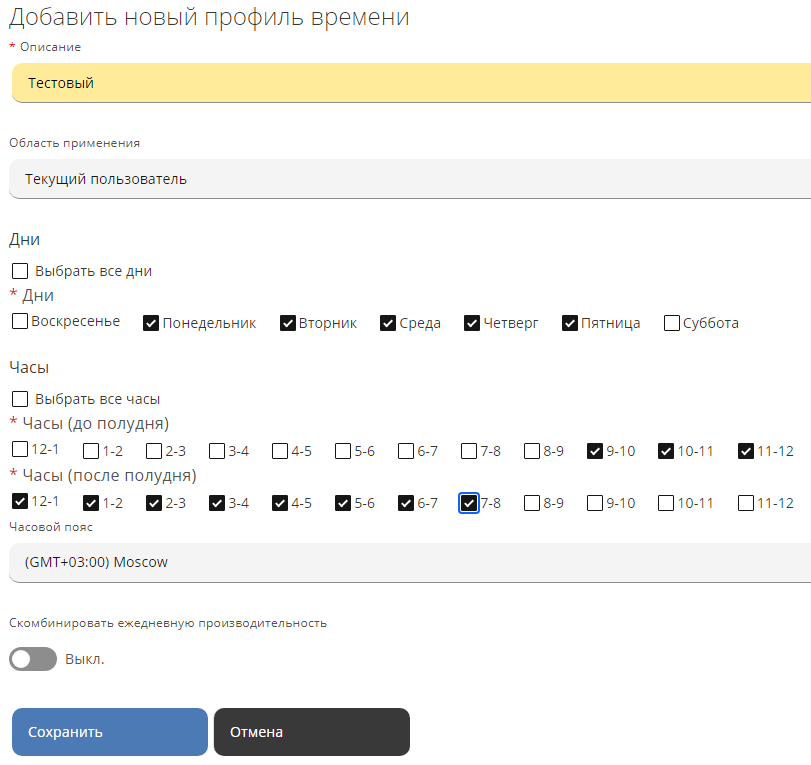 Добавить новый профиль времени
* Описание
Тестовый
Область применения
Текущий пользователь
Дни
Выбрать все дни
* Дни
Воскресенье Понедельник Вторник Среда Четверг Пятница Суббота
Часы
Выбрать все часы
* Часы (до полудня)
12-1 1-2 2-3 3-4 4-5 5-6 6-7 7-8 8-9 9-10 10-11 11-12
* Часы (после полудня)
12-1 1-2 2-3 3-4 4-5 5-6 6-7 7-8 8-9 9-10 10-11 11-12
Часовой пояс
(GMT+03:00) Moscow
Скомбинировать ежедневную производительность
Выкл.
Сохранить Отмена